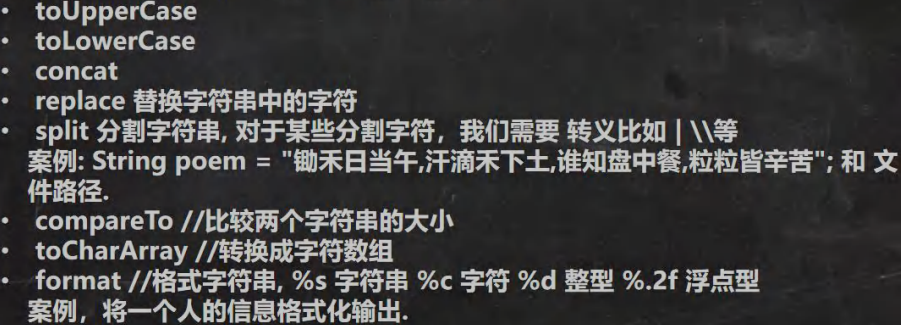 • toUpperCase
• toLowerCase
• concat
• replace 替换字符串中的字符
• split 分割字符串, 对于某些分割字符，我们需要 转义比如 | \\等
案例: String poem = "锄禾日当午,汗滴禾下土,谁知盘中餐,粒粒皆辛苦"; 和 文
件路径.
• compareTo //比较两个字符串的大小
• toCharArray //转换成字符数组
• format //格式字符串, %s 字符串 %c 字符 %d 整型 %.2f 浮点型
案例，将一个人的信息格式化输出.